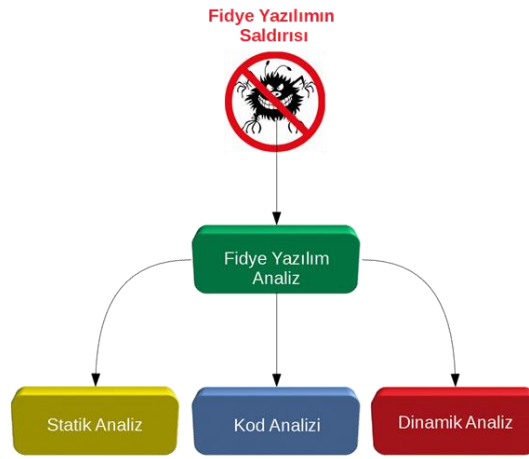 Fidye Yazılımın
Saldırısı
Fidye Yazılım
Analiz
Statik Analiz
Kod Analizi
Dinamik Analiz